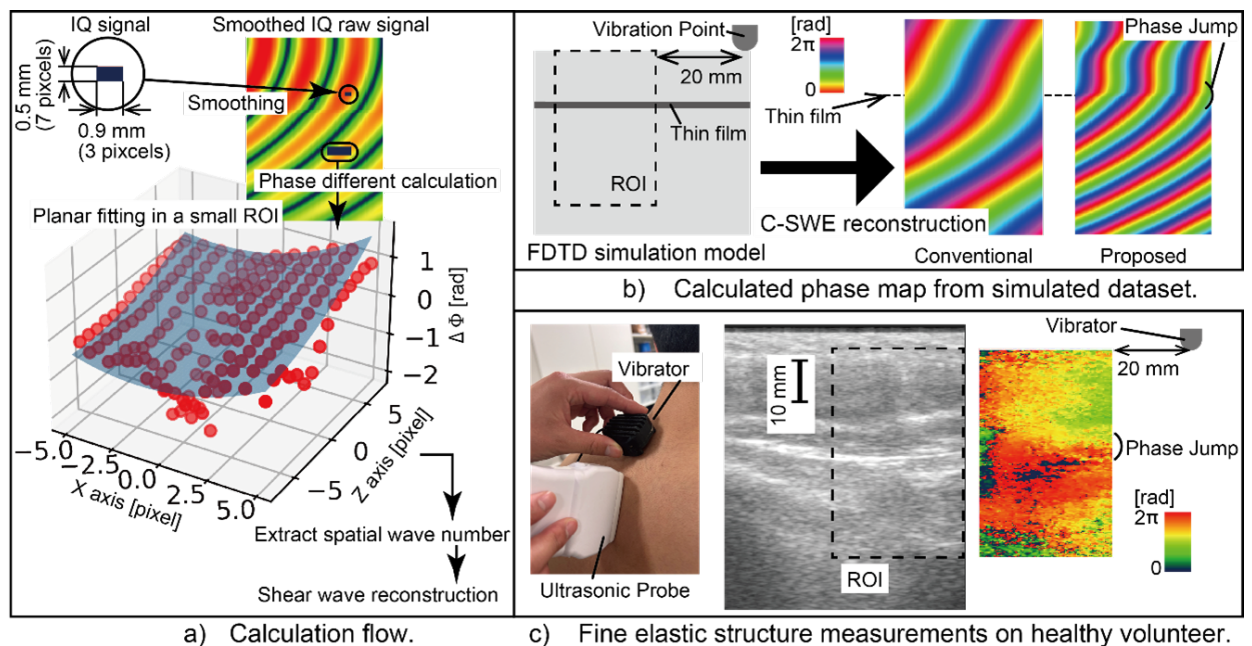 IQ signal
Smoothed IQ raw signal
0.5 mm
(7 pixcels)
0.9 mm
(3 pixcels)
Smoothing
Phase different calculation
Planar fitting in a small ROI
1
0
−1
−2
Δ Φ [rad]
5
0
−5
Z axis [pixel]
−5.0
−2.5
0.0
2.5
5.0
X axis [pixel]
Extract spatial wave number
Shear wave reconstruction
a) Calculation flow.
Vibration Point
20 mm
Thin film
ROI
FDTD simulation model
[rad]
2π
0
Thin film
C-SWE reconstruction
Phase Jump
Conventional
Proposed
b) Calculated phase map from simulated dataset.
Vibrator
Ultrasonic Probe
10 mm
ROI
Vibrator
20 mm
Phase Jump
[rad]
2π
0
c) Fine elastic structure measurements on healthy volunteer.